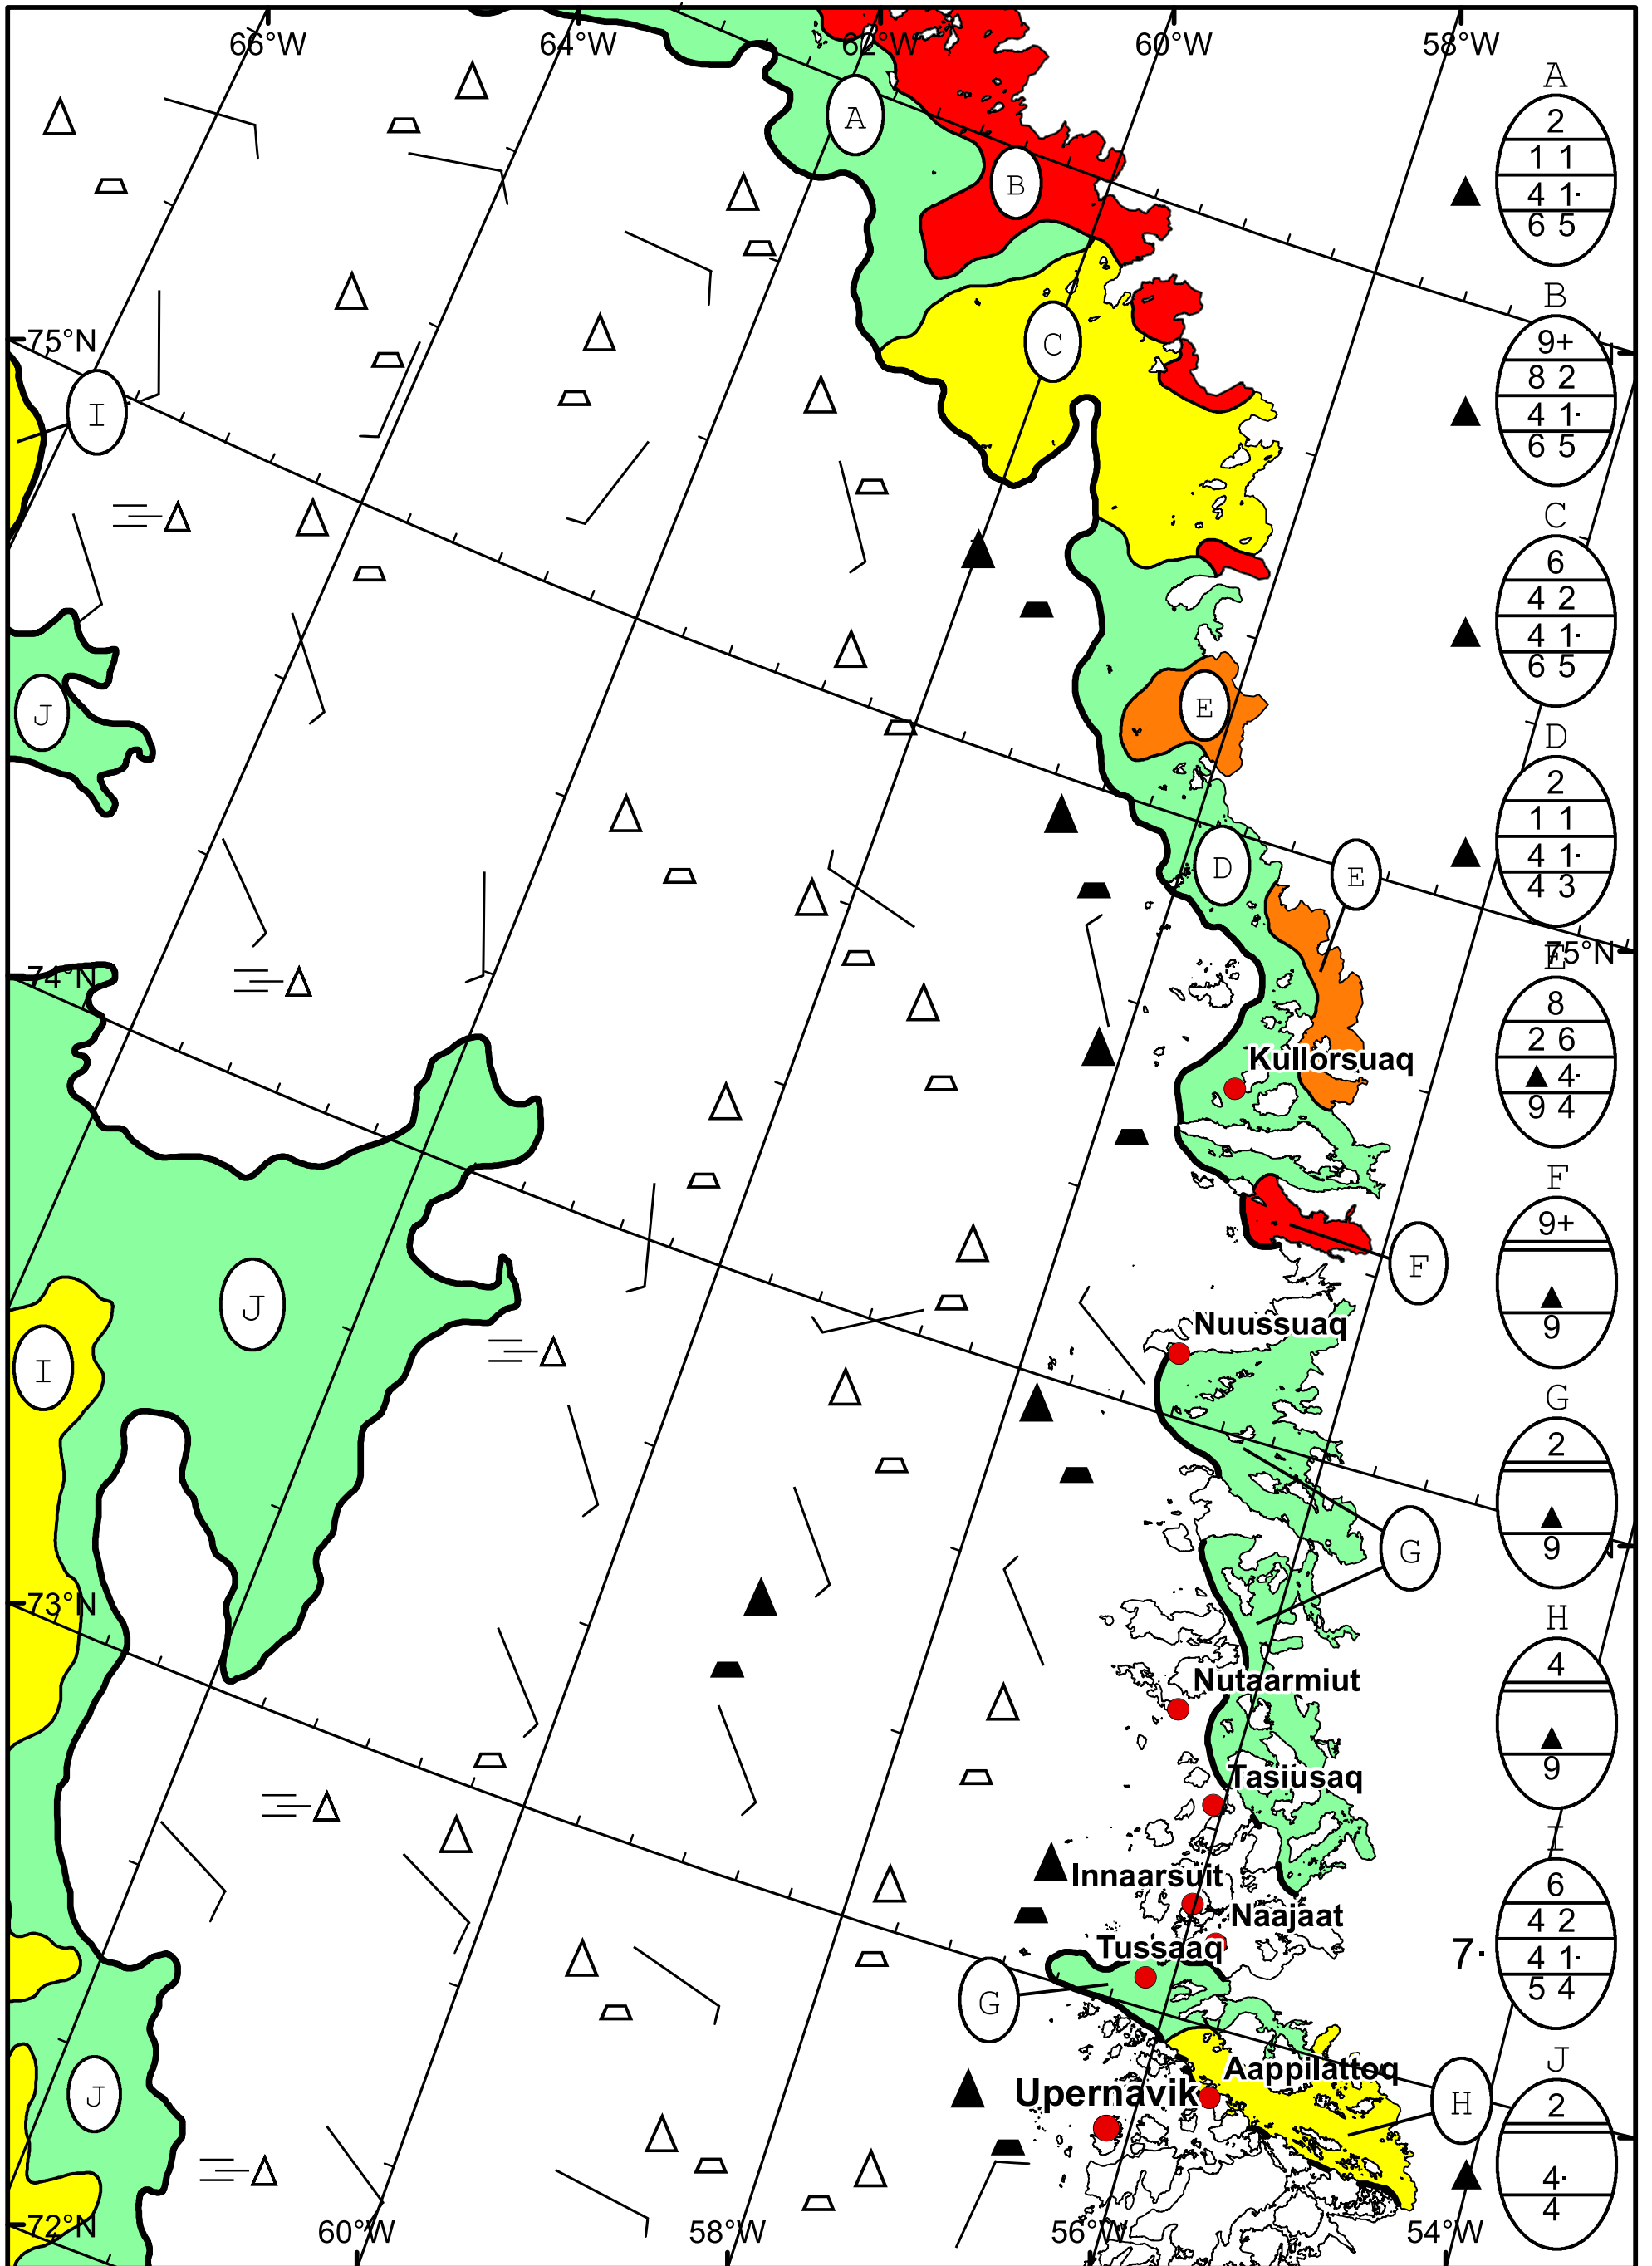 66°W
64°W
62°W
60°W
58°W
A
2
1 1
4 1·
6 5
A
B
B
9+
8 2
4 1·
6 5
75°N
C
I
C
6
4 2
4 1·
6 5
J
E
D
2
1 1
4 1·
4 3
D
E
75°N
74°N
E
8
2 6
4·
9 4
Kullorsuaq
F
9+
9
F
J
Nuussuaq
I
G
2
9
G
73°N
H
4
9
Nutaarmiut
Tasiusaq
I
6
4 2
7·
4 1·
5 4
Innaarsuit
Naajaat
Tussaaq
G
J
2
4·
4
Aappilattoq
Upernavik
H
J
72°N
60°W
58°W
56°W
54°W